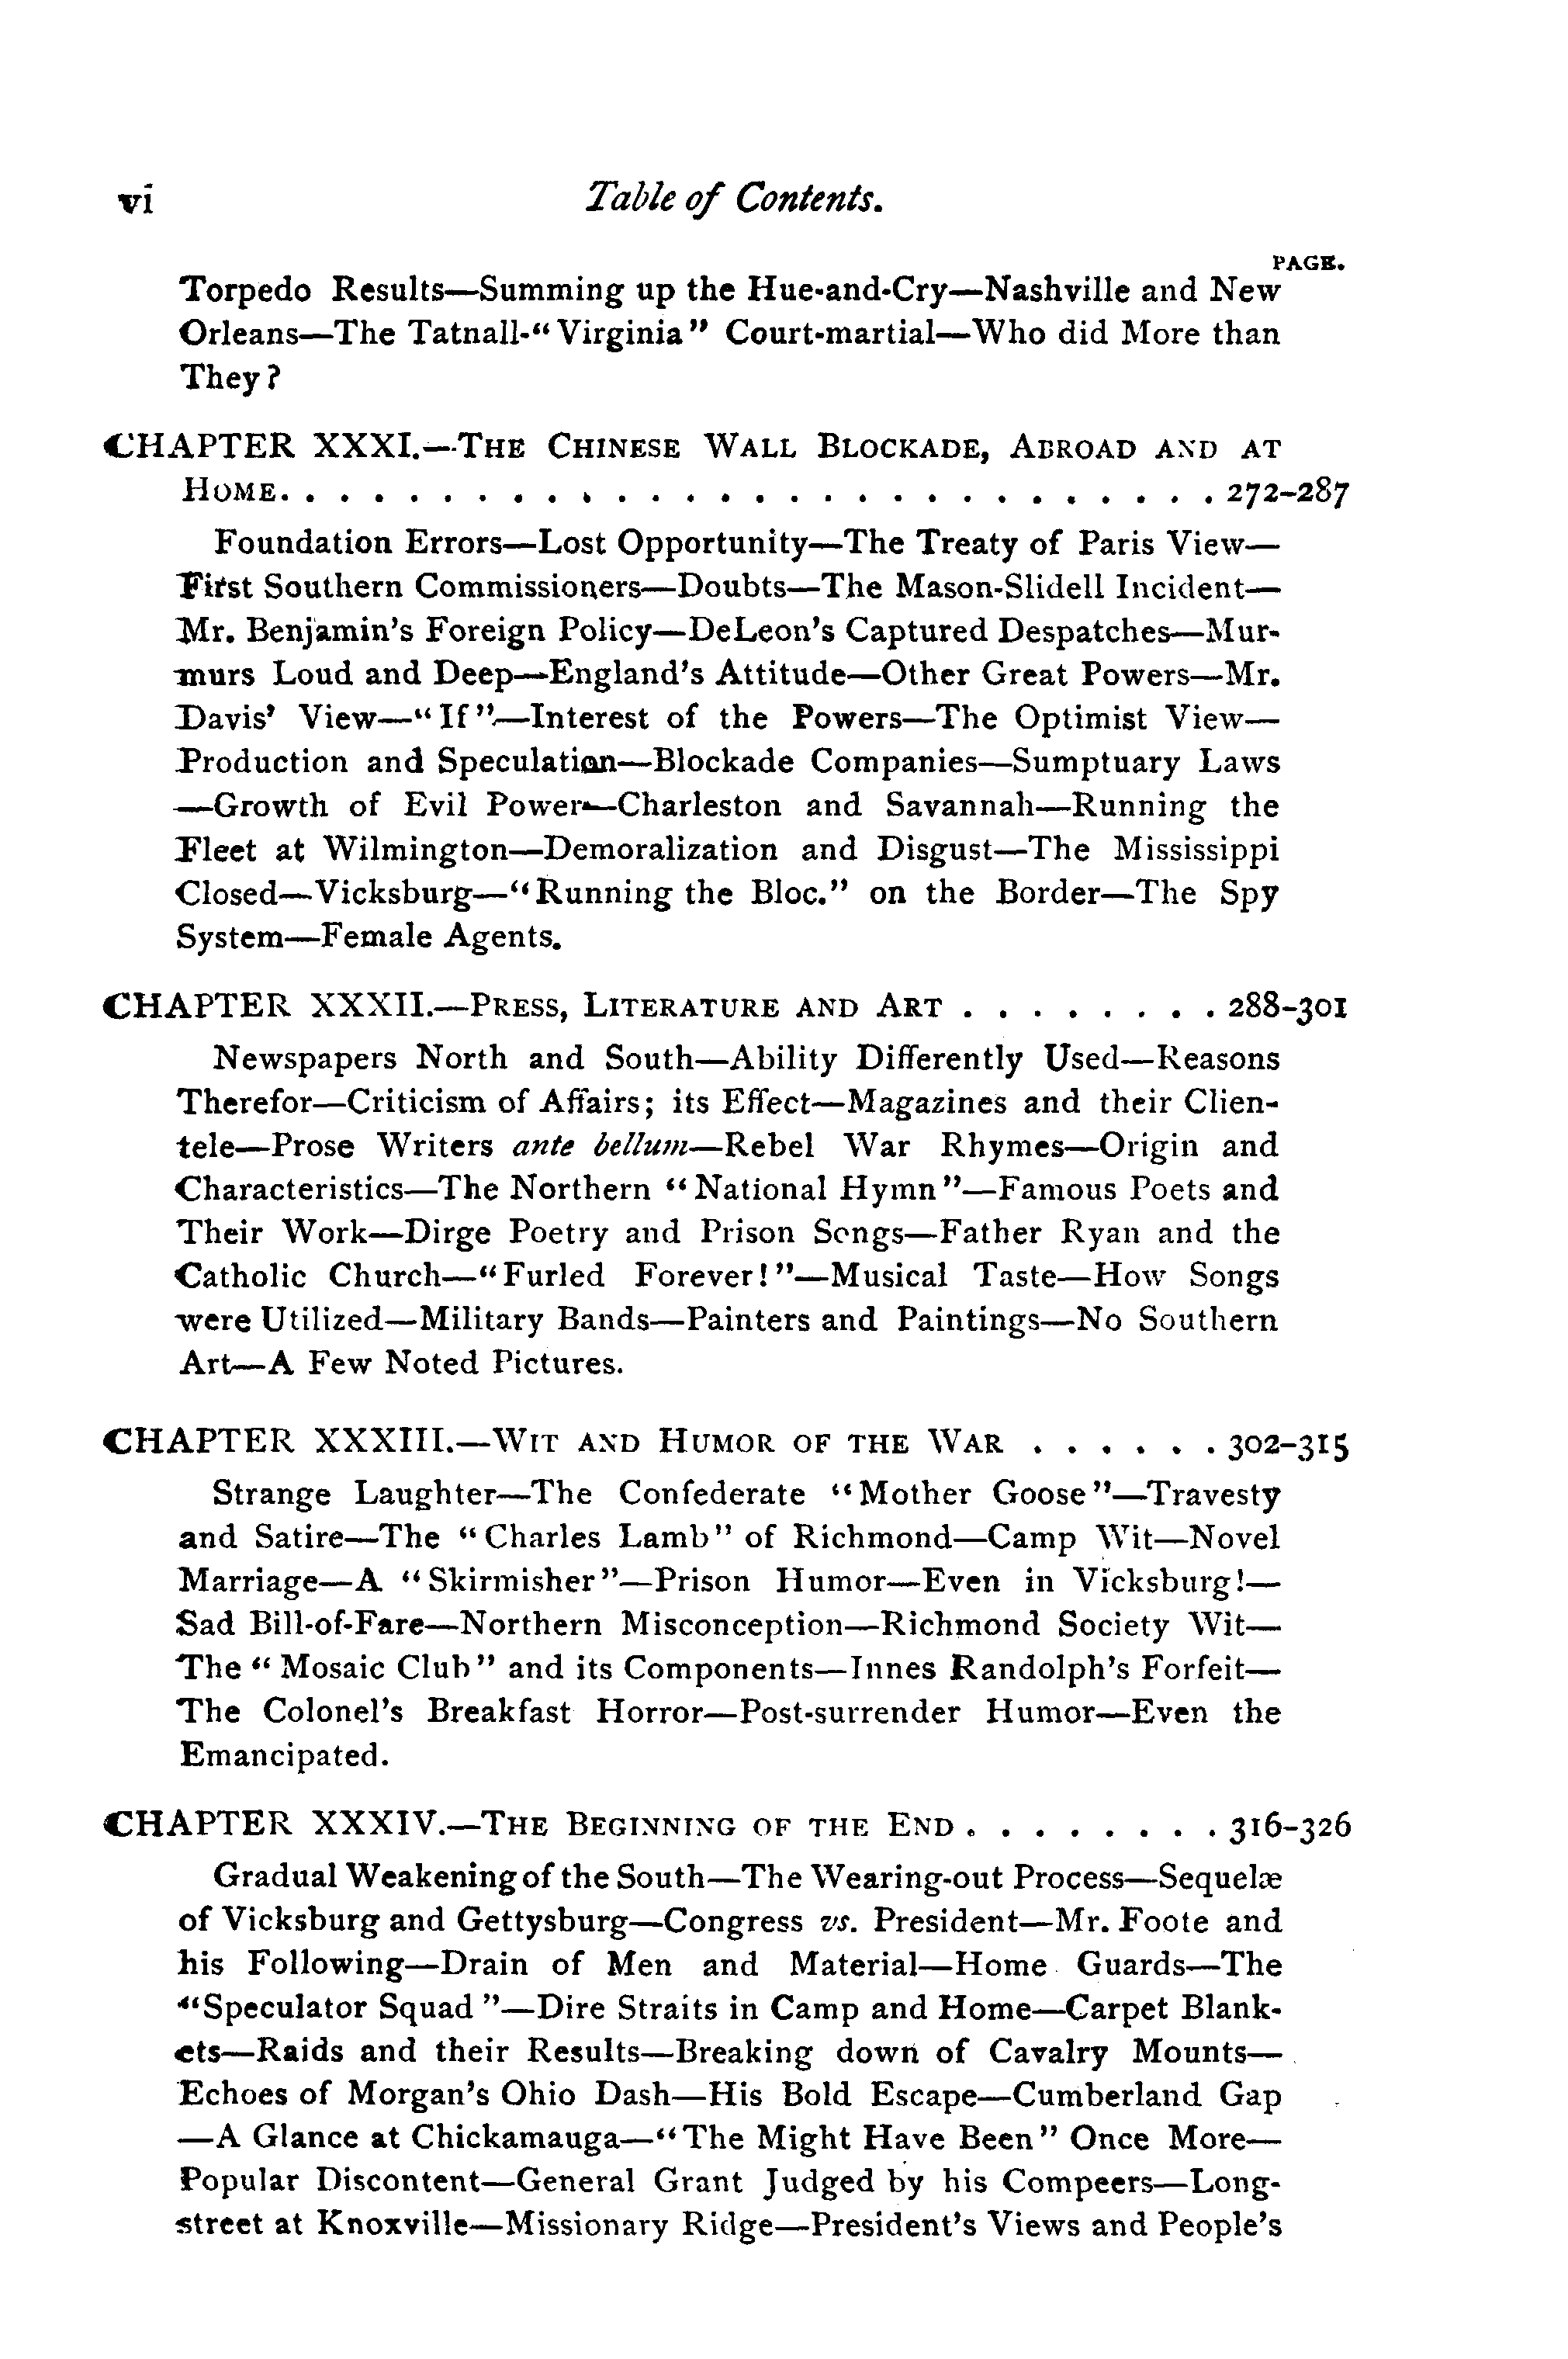 vi Table of Contents.
PAGE.
Torpedo Results—Summing up the Hue-and-Cry—Nashville and New
Orleans—The Tatnall-“Virginia” Court-martial—Who did More than
They?
CHAPTER XXXI.—THE CHINESE WALL BLOCKADE, ABROAD AND AT
HOME. . . . . . . . . . . . . . . . . . . . . . . . . . . 272-287
Foundation Errors—Lost Opportunity—The Treaty of Paris View—
First Southern Commissioners—Doubts—The Mason-Slidell Incident—
Mr. Benjamin's Foreign Policy—DeLeon's Captured Despatches—Mur-
murs Loud and Deep—England's Attitude—Other Great Powers—Mr.
Davis' View—“If”—Interest of the Powers—The Optimist View—
Production and Speculation—Blockade Companies—Sumptuary Laws
—Growth of Evil Power—Charleston and Savannah—Running the
Fleet at Wilmington—Demoralization and Disgust—The Mississippi
Closed—Vicksburg—“Running the Bloc.” on the Border—The Spy
System—Female Agents.
CHAPTER XXXII.—PRESS, LITERATURE AND ART . . . . . . . . 288-301
Newspapers North and South—Ability Differently Used—Reasons
Therefor—Criticism of Affairs; its Effect—Magazines and their Clien-
tele—Prose Writers ante bellum—Rebel War Rhymes—Origin and
Characteristics—The Northern “National Hymn”—Famous Poets and
Their Work—Dirge Poetry and Prison Songs—Father Ryan and the
Catholic Church—“Furled Forever!”—Musical Taste—How Songs
were Utilized—Military Bands—Painters and Paintings—No Southern
Art—A Few Noted Pictures.
CHAPTER XXXIII.—WIT AND HUMOR OF THE WAR . . . . . . 302-315
Strange Laughter—The Confederate “Mother Goose”—Travesty
and Satire—The “Charles Lamb” of Richmond—Camp Wit—Novel
Marriage—A “Skirmisher”—Prison Humor—Even in Vicksburg!—
Sad Bill-of-Fare—Northern Misconception—Richmond Society Wit—
The “Mosaic Club” and its Components—Innes Randolph's Forfeit—
The Colonel's Breakfast Horror—Post-surrender Humor—Even the
Emancipated.
CHAPTER XXXIV.—THE BEGINNING OF THE END . . . . . . . . 316-326
Gradual Weakening of the South—The Wearing-out Process—Sequelæ
of Vicksburg and Gettysburg—Congress vs. President—Mr. Foote and
his Following—Drain of Men and Material—Home Guards—The
“Speculator Squad”—Dire Straits in Camp and Home—Carpet Blank-
ets—Raids and their Results—Breaking down of Cavalry Mounts—
Echoes of Morgan's Ohio Dash—His Bold Escape—Cumberland Gap
—A Glance at Chickamauga—“The Might Have Been” Once More—
Popular Discontent—General Grant Judged by his Compeers—Long-
street at Knoxville—Missionary Ridge—President's Views and People's